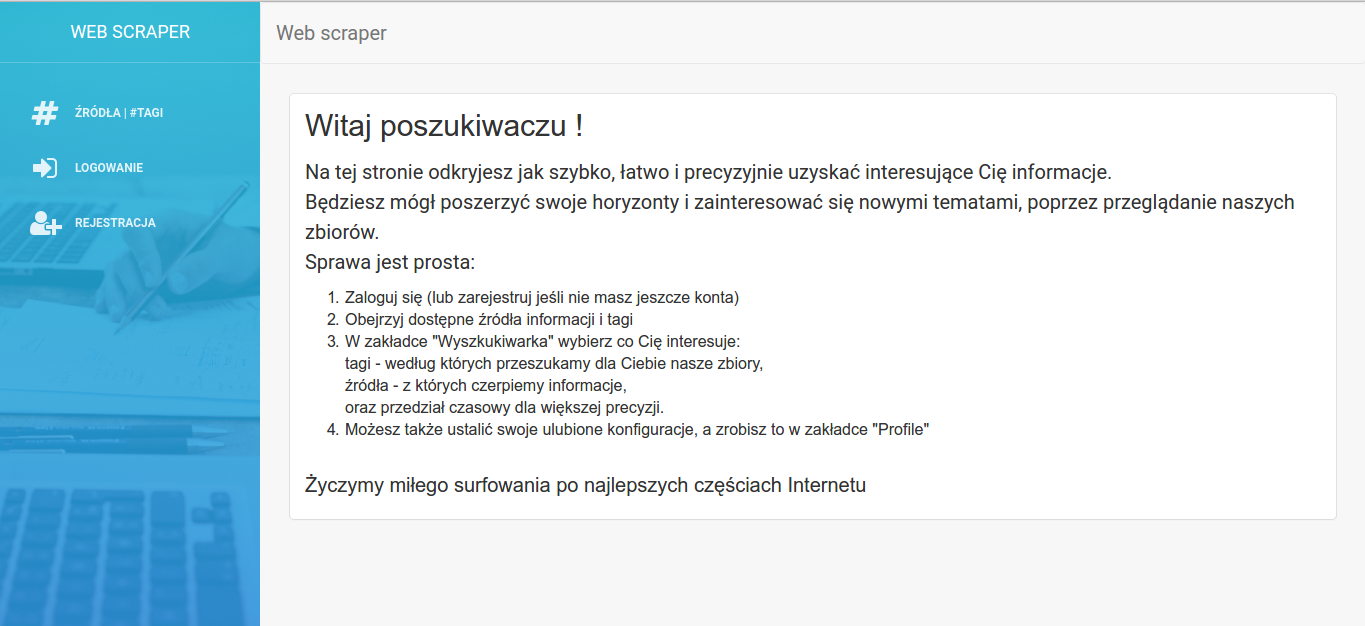 WEB SCRAPER
ŹRÓDŁA | #TAGI
LOGOWANIE
REJESTRACJA
Web scraper
Witaj poszukiwaczu !
Na tej stronie odkryjesz jak szybko, łatwo i precyzyjnie uzyskać interesujące Cię informacje.
Będziesz mógł poszerzyć swoje horyzonty i zainteresować się nowymi tematami, poprzez przeglądanie naszych
zbiorów.
Sprawa jest prosta:
1. Zaloguj się (lub zarejestruj jeśli nie masz jeszcze konta)
2. Obejrzyj dostępne źródła informacji i tagi
3. W zakładce "Wyszkukiwarka" wybierz co Cię interesuje:
tagi - według których przeszukamy dla Ciebie nasze zbiory,
źródła - z których czerpiemy informacje,
oraz przedział czasowy dla większej precyzji.
4. Możesz także ustalić swoje ulubione konfiguracje, a zrobisz to w zakładce "Profile"
Życzymy miłego surfowania po najlepszych częściach Internetu